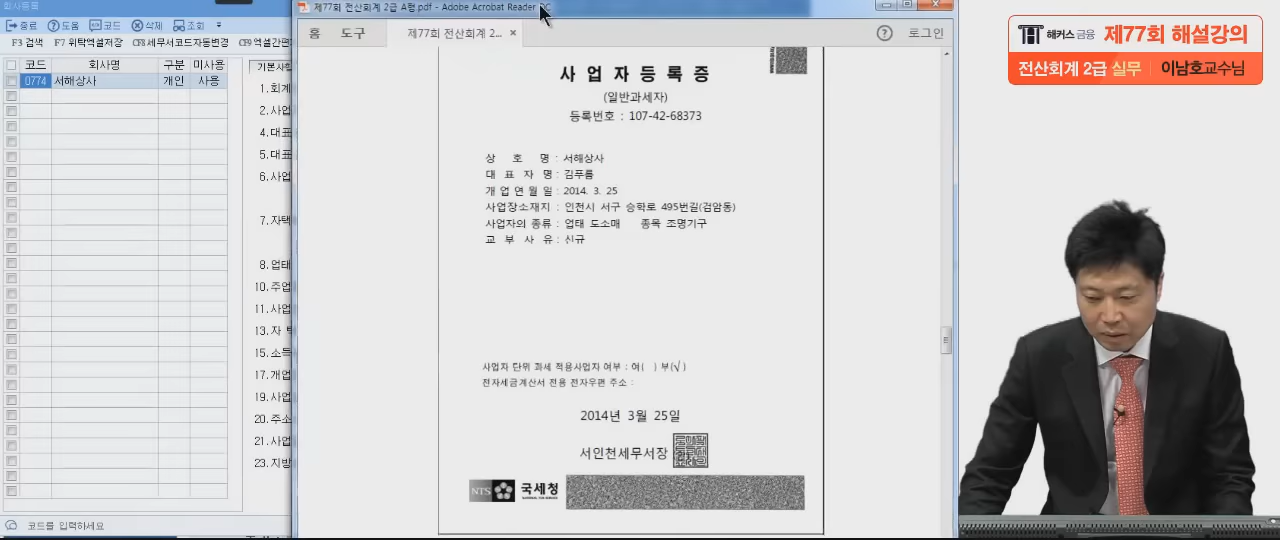 회사등록
종료 도움 코드 삭제 조회
F3 검색 F7 위탁엑셀저장 CF8 세무서코드자동변경 CF9 엑셀간편
코드 회사명 구분 미사용
0774 서해상사 개인 사용
기본사항
1.회계
2.사업
4.대표
5.대표
6.사업
7.자택
8.업태
10.주업
11.사업
13.자 택
15.소득
17.개업
19.사업
20.주소
21.사업
23.지방
코드를 입력하세요
제77회 전산회계 2급 A형.pdf - Adobe Acrobat Reader DC
홈 도구 제77회 전산회계 2... × ? 로그인
사 업 자 등 록 증
(일반과세자)
등록번호 : 107-42-68373
상 호 명 : 서해상사
대 표 자 명 : 김푸름
개 업 연 월 일 : 2014. 3. 25
사업장소재지 : 인천시 서구 승학로 495번길(검암동)
사업자의 종류 : 업태 도소매 종목 조명기구
교 부 사 유 : 신규
사업자 단위 과세 적용사업자 여부 : 여( ) 부(√)
전자세금계산서 전용 전자우편 주소 :
2014년 3월 25일
서인천세무서장
NTS 국세청
해커스 금융 제77회 해설강의
전산회계 2급 실무 | 이남호교수님